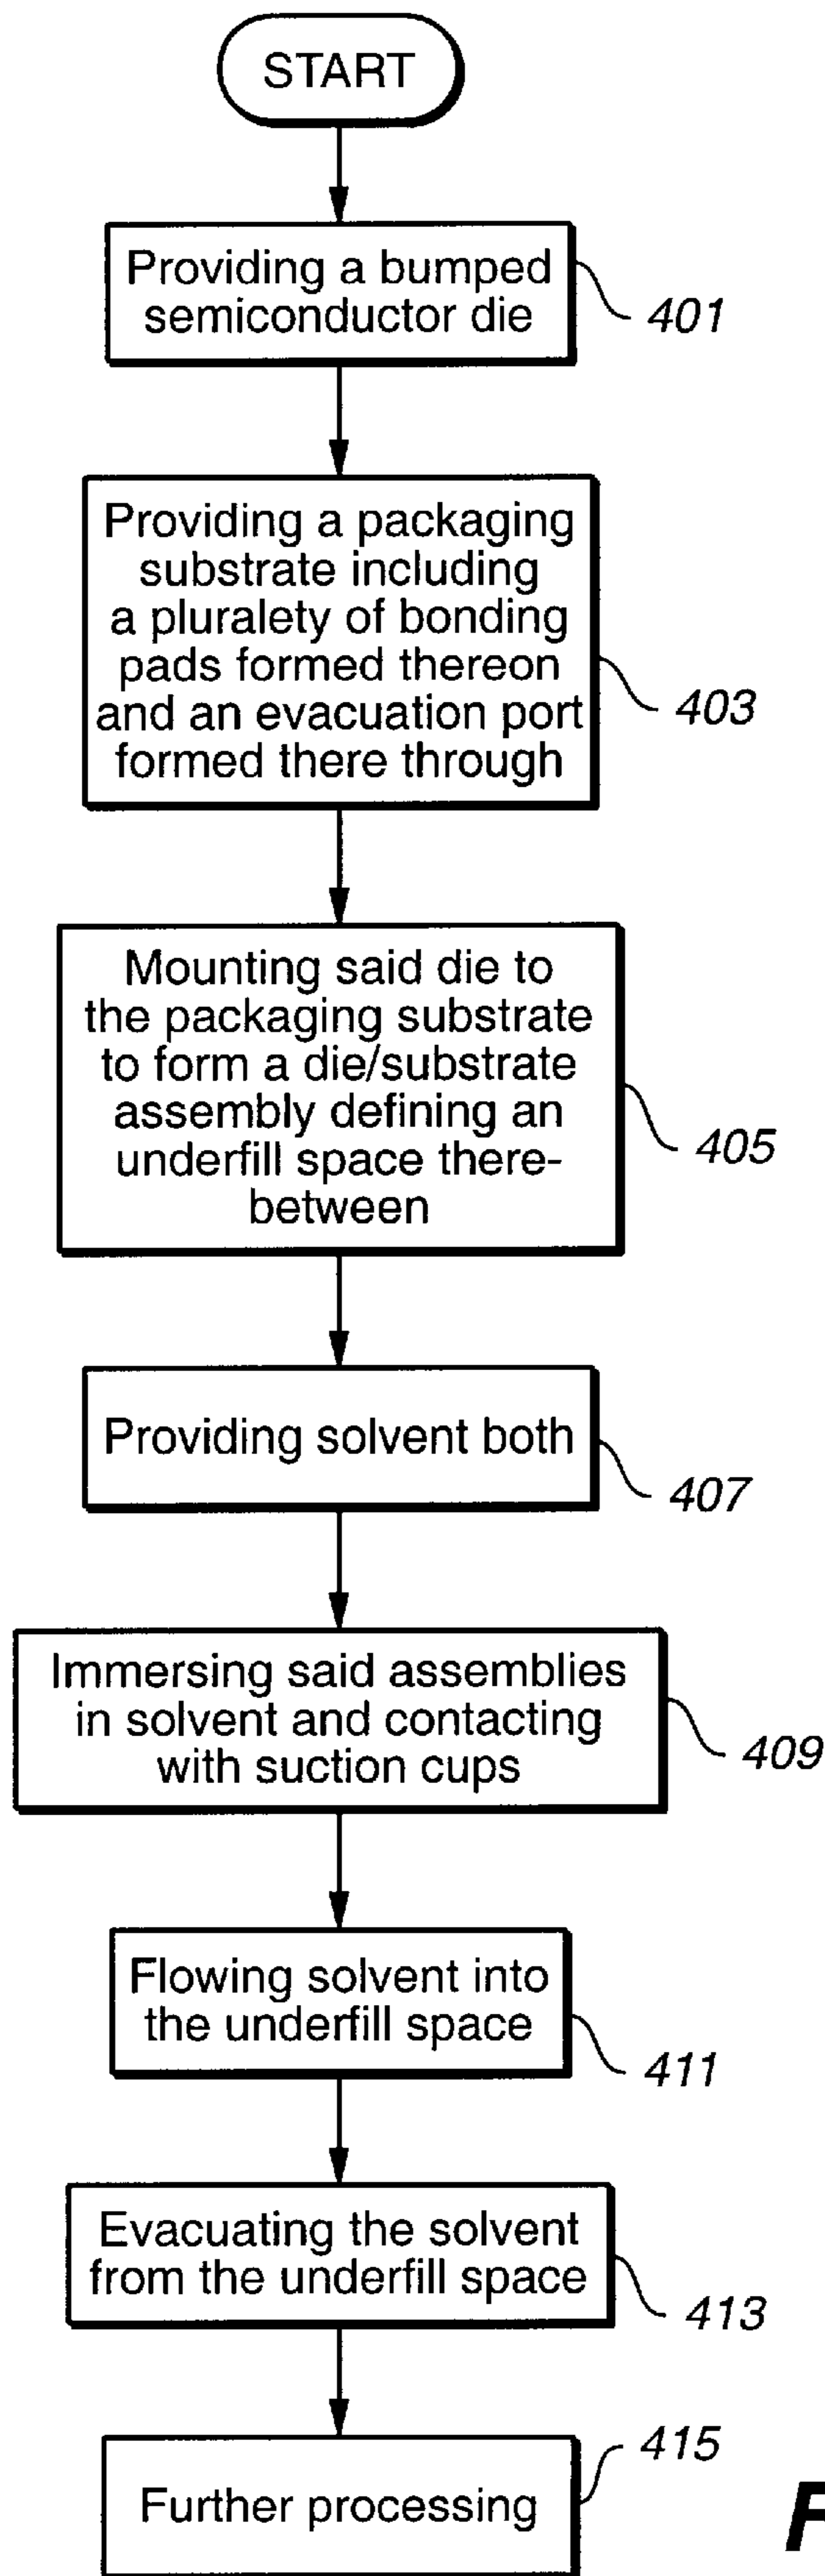 START
Providing a bumped
semiconductor die
401
Providing a packaging
substrate including
a pluralety of bonding
pads formed thereon
and an evacuation port
formed there through
403
Mounting said die to
the packaging substrate
to form a die/substrate
assembly defining an
underfill space there-
between
405
Providing solvent both
407
Immersing said assemblies
in solvent and contacting
with suction cups
409
Flowing solvent into
the underfill space
411
Evacuating the solvent
from the underfill space
413
Further processing
415